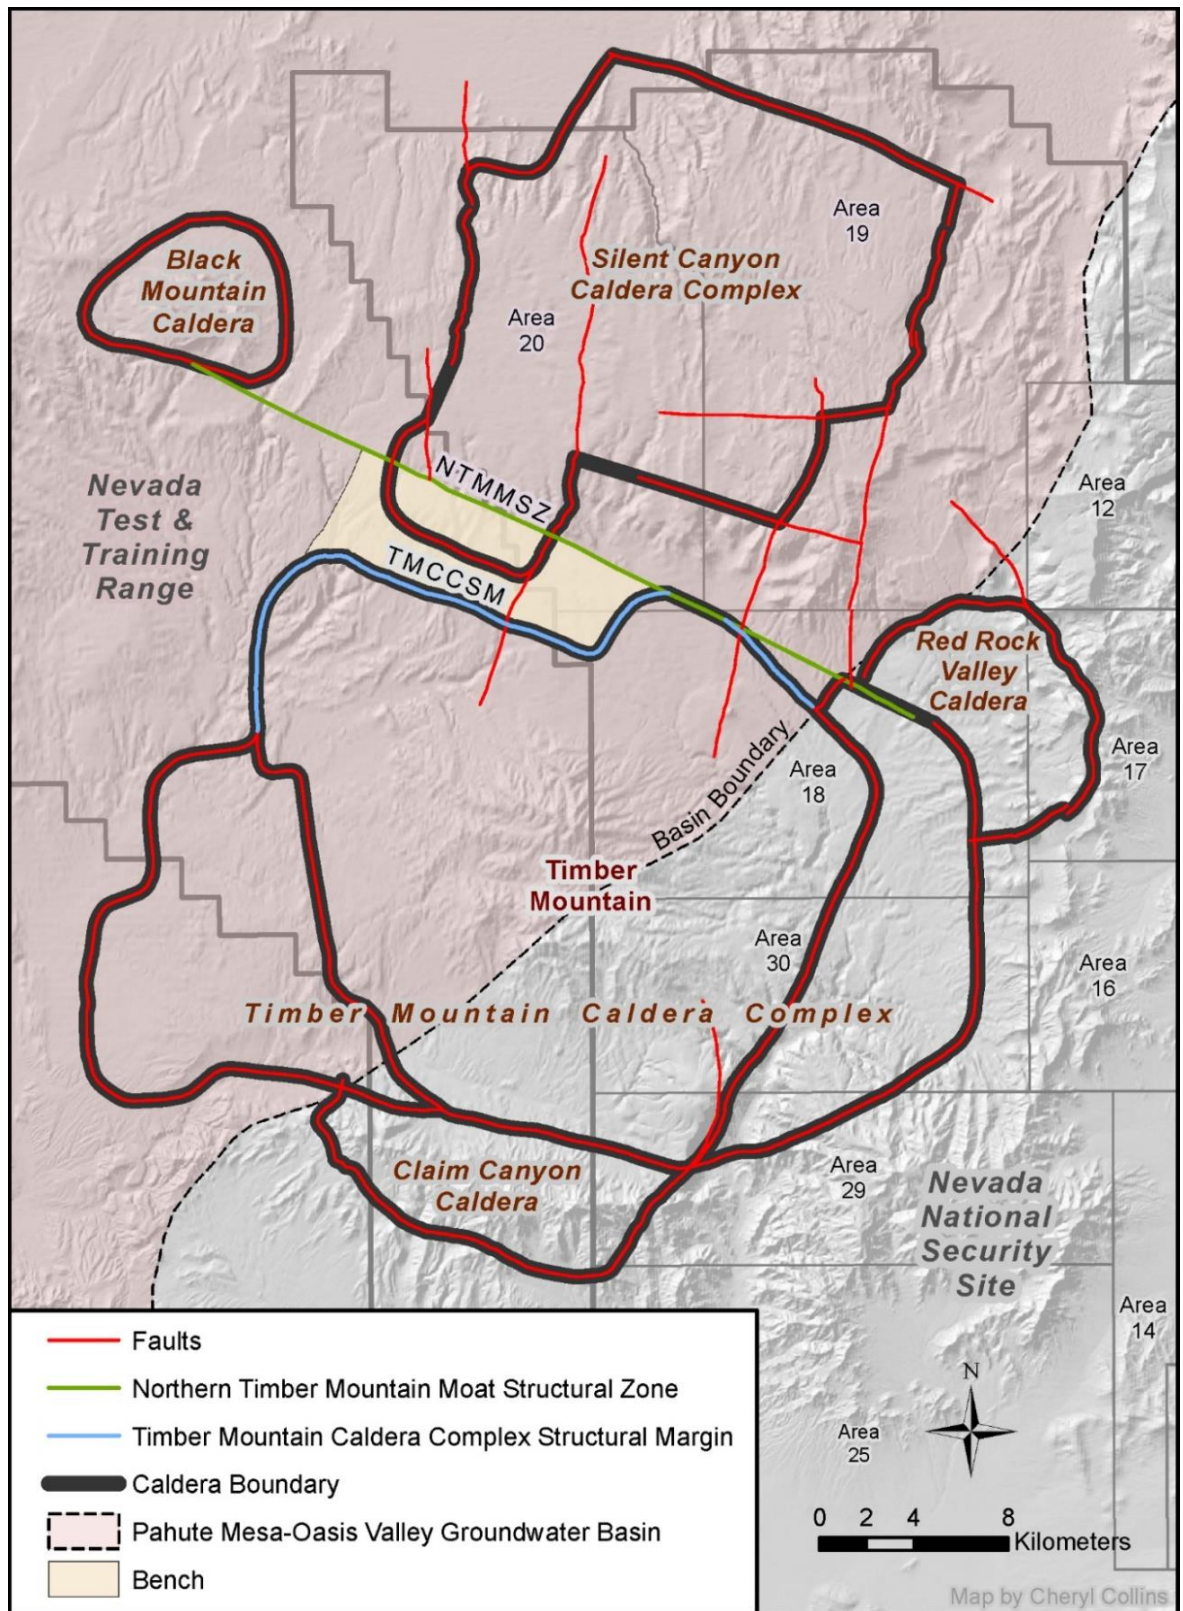 Area
19
Black
Mountain
Caldera
Silent Canyon
Caldera Complex
Area
20
NTMMSZ
Nevada
Test &
Training
Range
Area
12
TMCCSM
Red Rock
Valley
Caldera
Area
17
Basin Boundary
Area
18
Timber
Mountain
Area
30
Area
16
Timber Mountain Caldera Complex
Claim Canyon
Caldera
Area
29
Nevada
National
Security
Site
Area
14
Faults
Northern Timber Mountain Moat Structural Zone
Timber Mountain Caldera Complex Structural Margin
Caldera Boundary
Pahute Mesa-Oasis Valley Groundwater Basin
Bench
N
Area
25
0 2 4 8
Kilometers
Map by Cheryl Collins